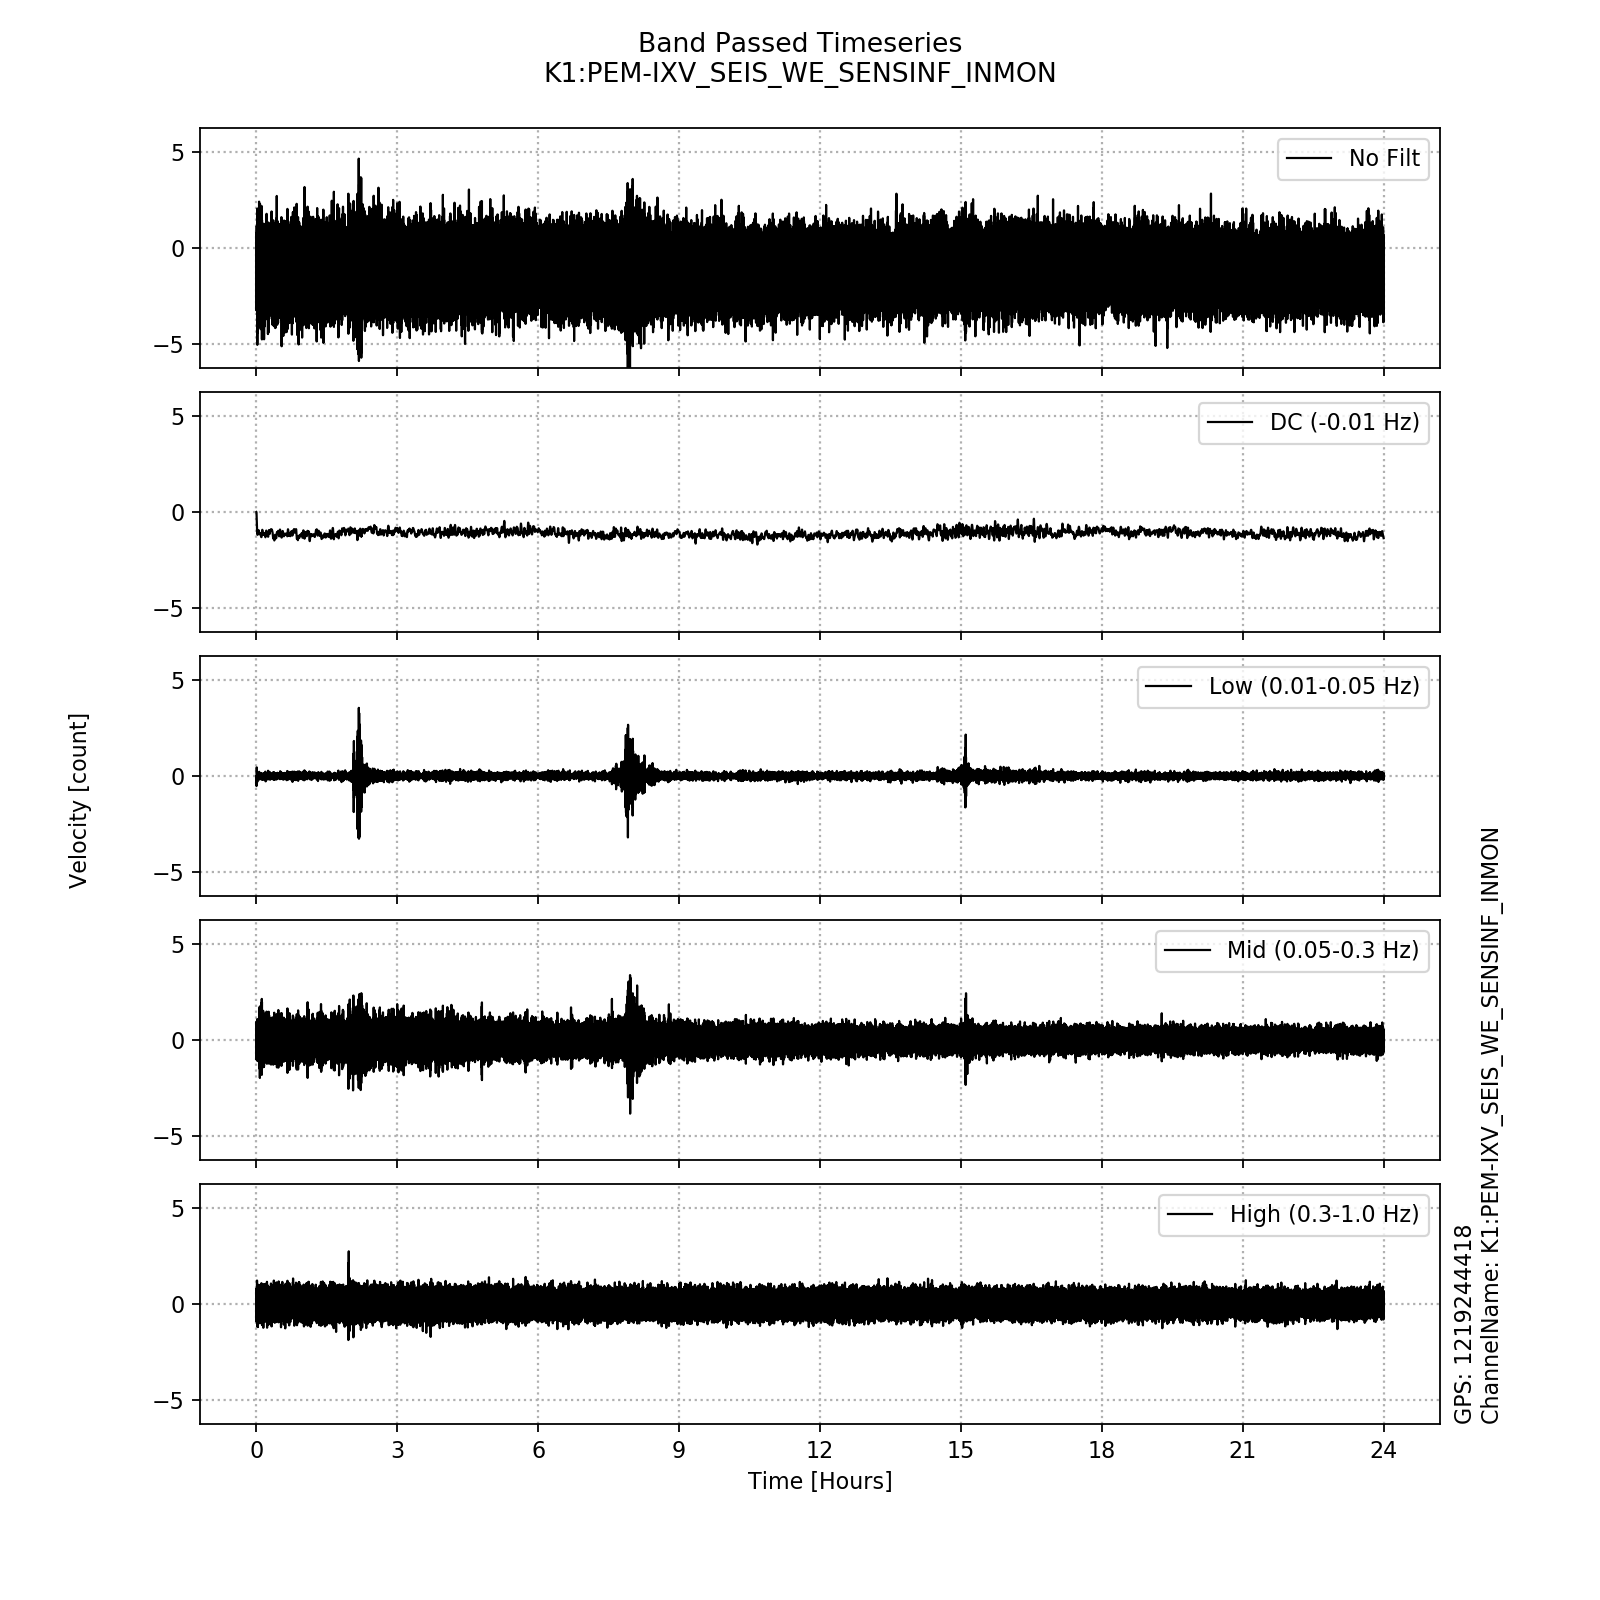 Band Passed Timeseries
K1:PEM-IXV_SEIS_WE_SENSINF_INMON
5
0
−5
No Filt
5
0
−5
DC (-0.01 Hz)
Velocity [count]
5
0
−5
Low (0.01-0.05 Hz)
5
0
−5
Mid (0.05-0.3 Hz)
5
0
−5
High (0.3-1.0 Hz)
0 3 6 9 12 15 18 21 24
Time [Hours]
GPS: 1219244418
ChannelName: K1:PEM-IXV_SEIS_WE_SENSINF_INMON